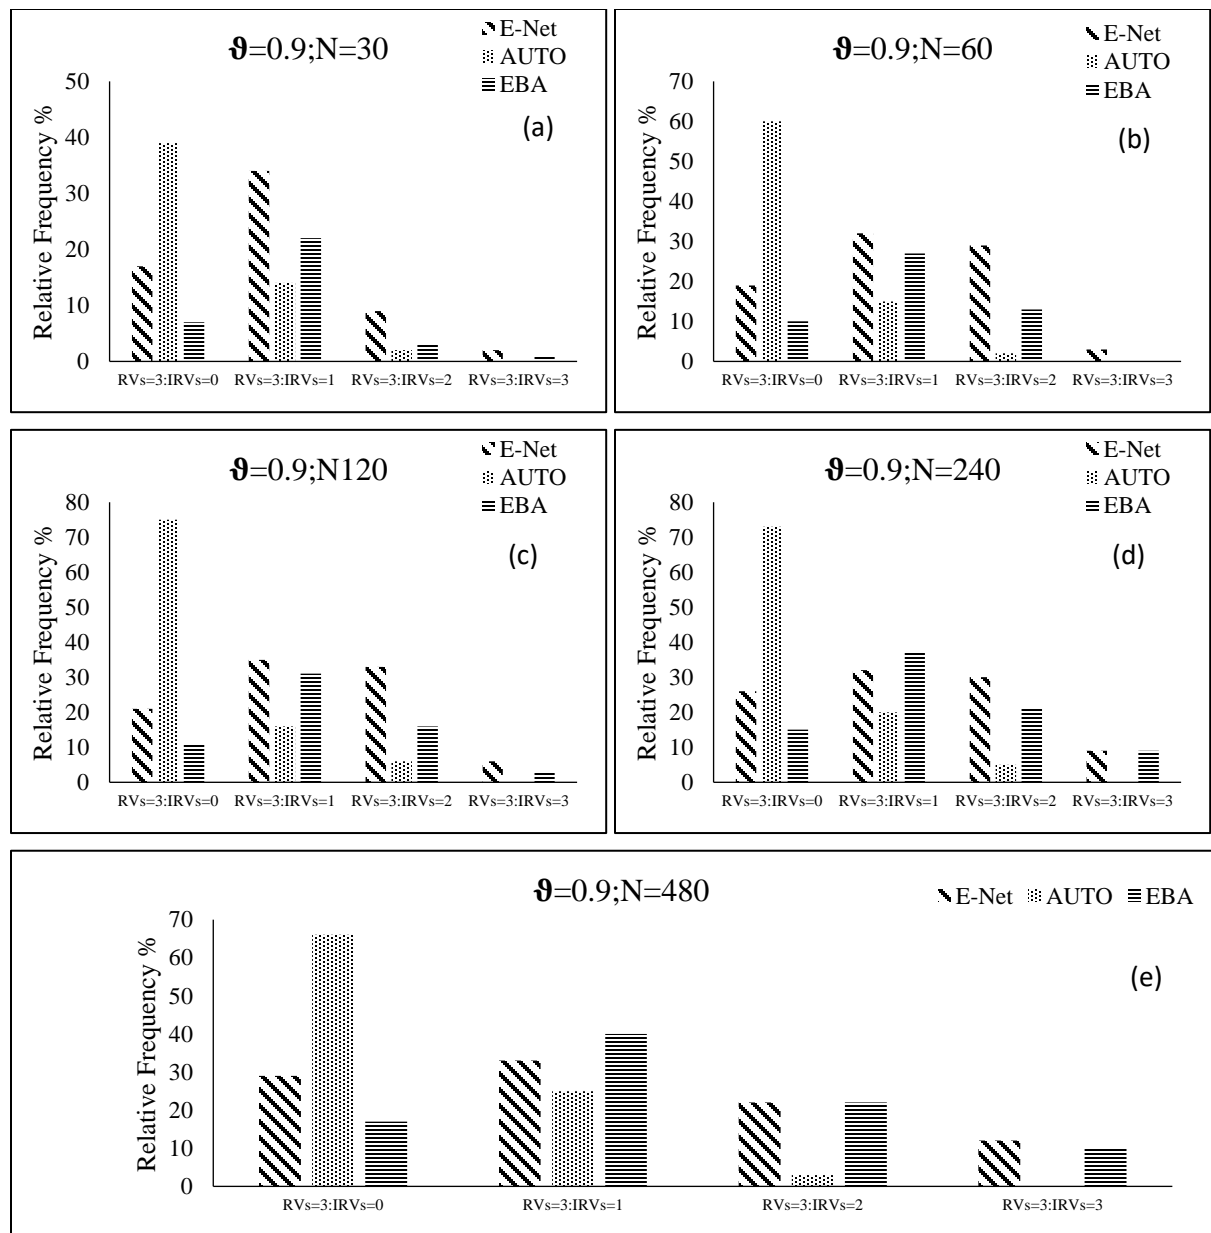 ϑ=0.9;N=30
E-Net
AUTO
EBA
(a)
Relative Frequency %
50
40
30
20
10
0
RVs=3:IRVs=0 RVs=3:IRVs=1 RVs=3:IRVs=2 RVs=3:IRVs=3
ϑ=0.9;N=60
E-Net
AUTO
EBA
(b)
Relative Frequency %
70
60
50
40
30
20
10
0
RVs=3:IRVs=0 RVs=3:IRVs=1 RVs=3:IRVs=2 RVs=3:IRVs=3
ϑ=0.9;N120
E-Net
AUTO
EBA
(c)
Relative Frequency %
80
70
60
50
40
30
20
10
0
RVs=3:IRVs=0 RVs=3:IRVs=1 RVs=3:IRVs=2 RVs=3:IRVs=3
ϑ=0.9;N=240
E-Net
AUTO
EBA
(d)
Relative Frequency %
80
70
60
50
40
30
20
10
0
RVs=3:IRVs=0 RVs=3:IRVs=1 RVs=3:IRVs=2 RVs=3:IRVs=3
ϑ=0.9;N=480
E-Net AUTO EBA
(e)
Relative Frequency %
70
60
50
40
30
20
10
0
RVs=3:IRVs=0 RVs=3:IRVs=1 RVs=3:IRVs=2 RVs=3:IRVs=3